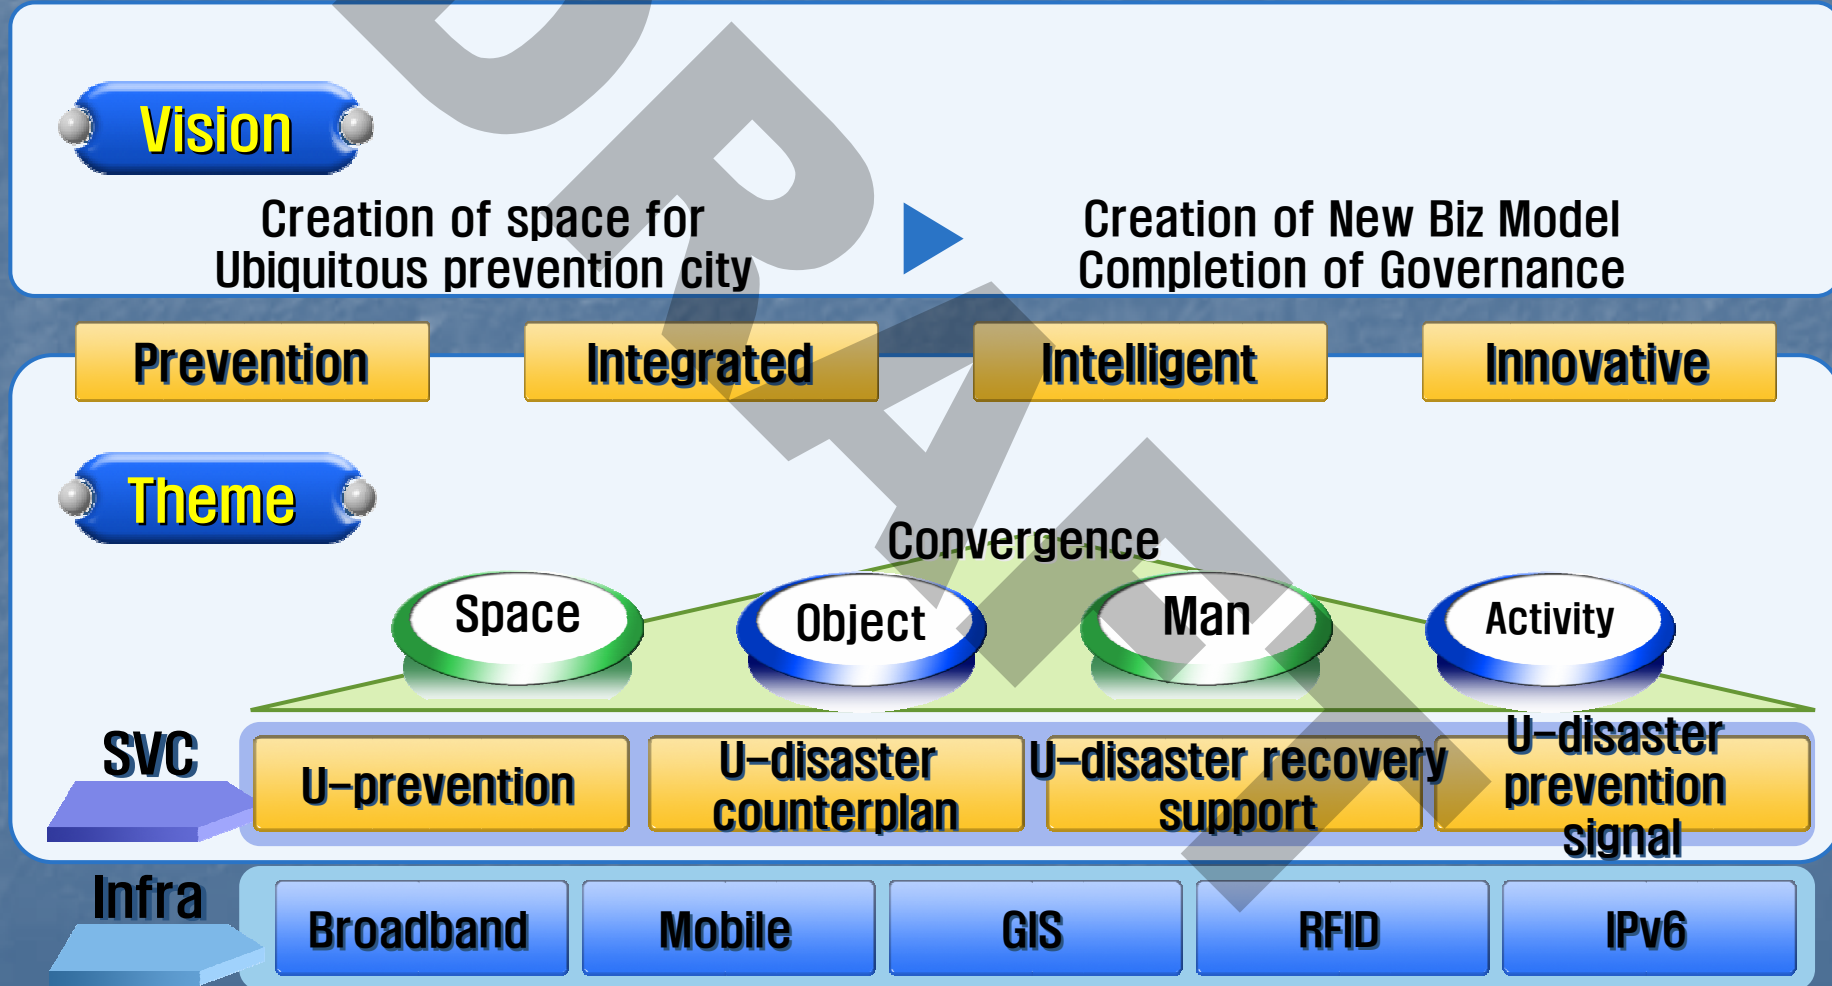 Vision
Creation of space for
Ubiquitous prevention city
Creation of New Biz Model
Completion of Governance
Prevention
Integrated
Intelligent
Innovative
Theme
Convergence
Space
Object
Man
Activity
SVC
U-prevention
U-disaster
counterplan
U-disaster recovery
support
U-disaster
prevention
signal
Infra
Broadband
Mobile
GIS
RFID
IPv6
DRAFT